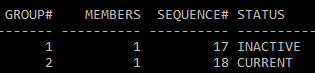 GROUP# MEMBERS SEQUENCE# STATUS
------- ---------- ---------- ----------------
1 1 17 INACTIVE
2 1 18 CURRENT